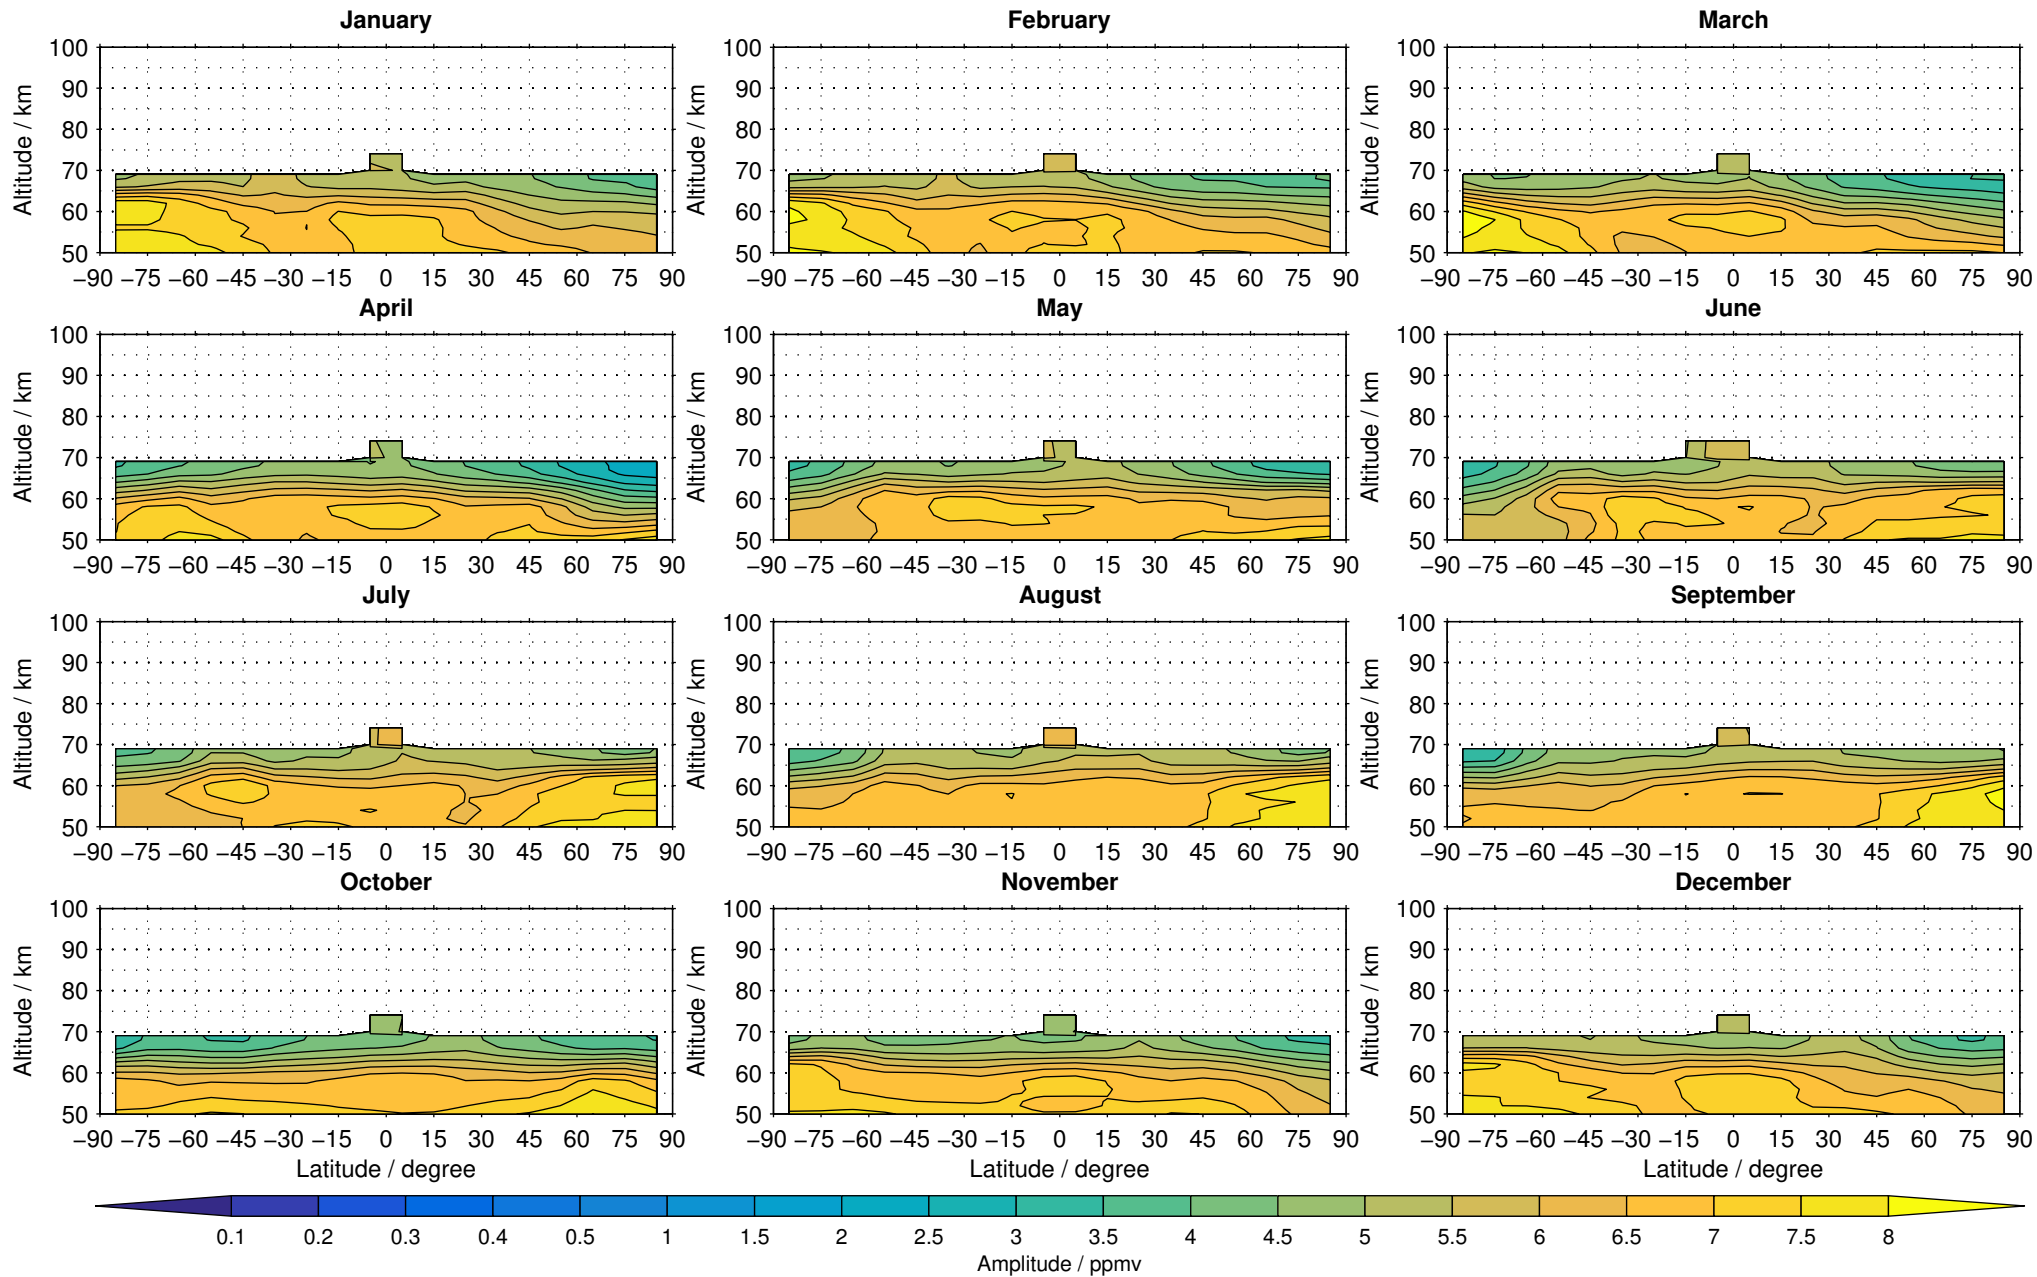 January February March
100 100 100
90 90 90
80 80 80
70 70 70
60 60 60
50 50 50
Altitude / km Altitude / km Altitude / km
−90 −75 −60 −45 −30 −15 0 15 30 45 60 75 90 −90 −75 −60 −45 −30 −15 0 15 30 45 60 75 90 −90 −75 −60 −45 −30 −15 0 15 30 45 60 75 90
April May June
100 100 100
90 90 90
80 80 80
70 70 70
60 60 60
50 50 50
Altitude / km Altitude / km Altitude / km
−90 −75 −60 −45 −30 −15 0 15 30 45 60 75 90 −90 −75 −60 −45 −30 −15 0 15 30 45 60 75 90 −90 −75 −60 −45 −30 −15 0 15 30 45 60 75 90
July August September
100 100 100
90 90 90
80 80 80
70 70 70
60 60 60
50 50 50
Altitude / km Altitude / km Altitude / km
−90 −75 −60 −45 −30 −15 0 15 30 45 60 75 90 −90 −75 −60 −45 −30 −15 0 15 30 45 60 75 90 −90 −75 −60 −45 −30 −15 0 15 30 45 60 75 90
October November December
100 100 100
90 90 90
80 80 80
70 70 70
60 60 60
50 50 50
Altitude / km Altitude / km Altitude / km
−90 −75 −60 −45 −30 −15 0 15 30 45 60 75 90 −90 −75 −60 −45 −30 −15 0 15 30 45 60 75 90 −90 −75 −60 −45 −30 −15 0 15 30 45 60 75 90
Latitude / degree Latitude / degree Latitude / degree
0.1 0.2 0.3 0.4 0.5 1 1.5 2 2.5 3 3.5 4 4.5 5 5.5 6 6.5 7 7.5 8
Amplitude / ppmv